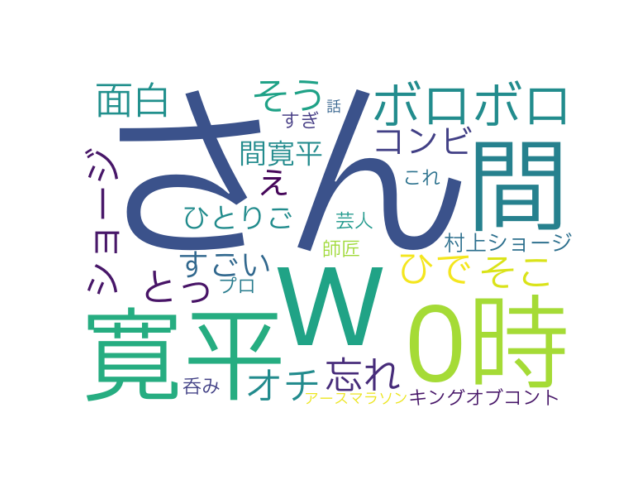 面白
そう
話
すぎ
ボロボロ
コンビ
さん
間寛平
え
これ
間
ショージ
ひとりご
芸人
村上ショージ
師匠
すごい
とっ
プロ
w
ひで
そこ
寛平
0時
呑み
オチ
忘れ
アースマラソン
キングオブコント